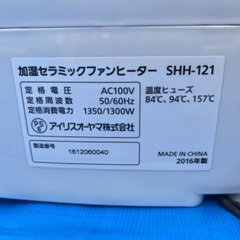 加湿セラミックファンヒーター SHH-121
定格電圧 AC100V
定格周波数 50/60Hz
定格消費電力 1350/1300W
温度ヒューズ
84℃、94℃、157℃
PSE
アイリスオーヤマ株式会社
製造番号
1612060040
MADE IN CHINA
2016年製